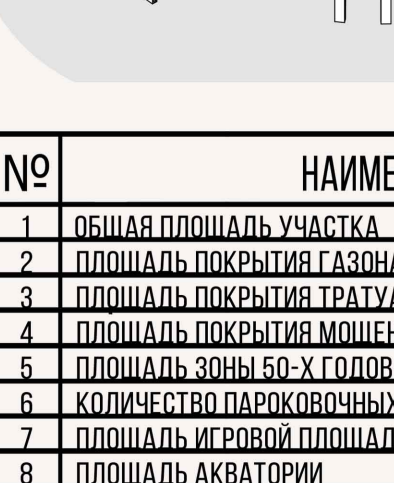 № НАИМЕ
1 ОБЩАЯ ПЛОЩАДЬ УЧАСТКА
2 ПЛОЩАДЬ ПОКРЫТИЯ ГАЗОНА
3 ПЛОЩАДЬ ПОКРЫТИЯ ТРАТУА
4 ПЛОЩАДЬ ПОКРЫТИЯ МОЩЕН
5 ПЛОЩАДЬ ЗОНЫ 50-Х ГОДОВ
6 КОЛИЧЕСТВО ПАРОКОВОЧНЫХ
7 ПЛОЩАДЬ ИГРОВОЙ ПЛОЩАД
8 ПЛОЩАДЬ АКВАТОРИИ